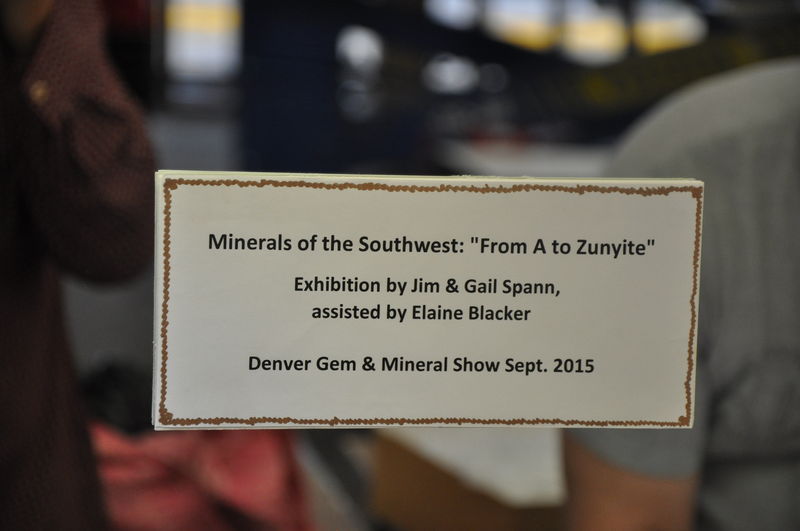 Minerals of the Southwest: "From A to Zunyite"
Exhibition by Jim & Gail Spann,
assisted by Elaine Blacker
Denver Gem & Mineral Show Sept. 2015